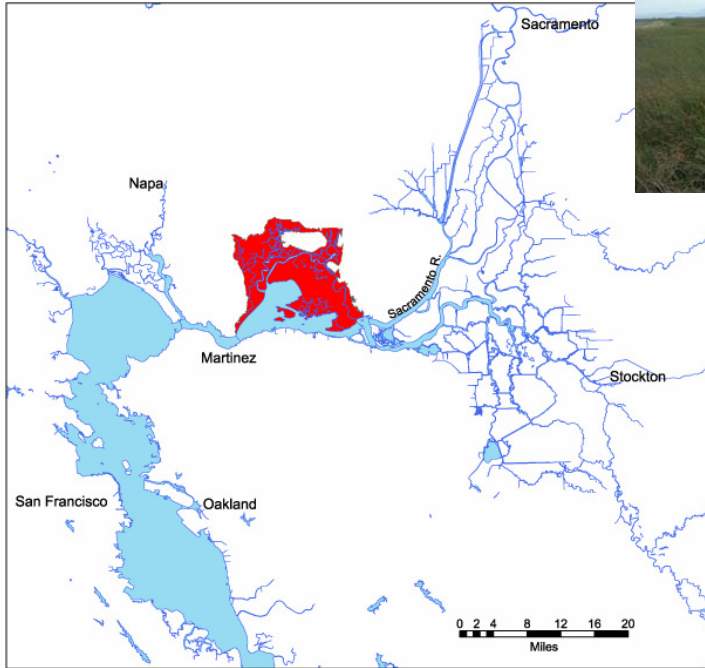 Sacramento
Napa
Sacramento R.
Martinez
Stockton
San Francisco
Oakland
0 2 4 8 12 16 20
Miles